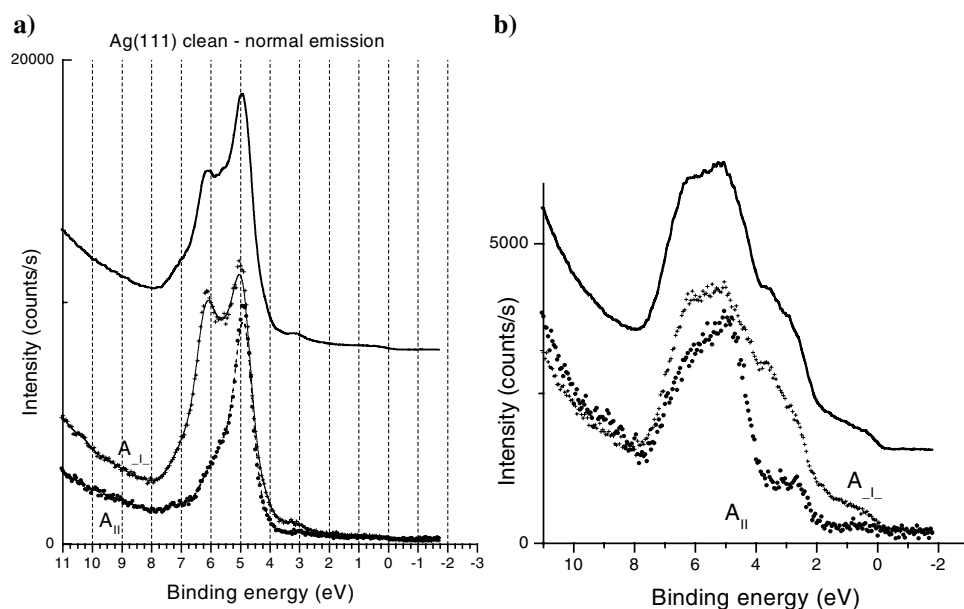 a)
Ag(111) clean - normal emission
20000
Intensity (counts/s)
A_|_
A||
0
11 10 9 8 7 6 5 4 3 2 1 0 -1 -2 -3
Binding energy (eV)
b)
5000
Intensity (counts/s)
A_|_
A||
0
10 8 6 4 2 0 -2
Binding energy (eV)